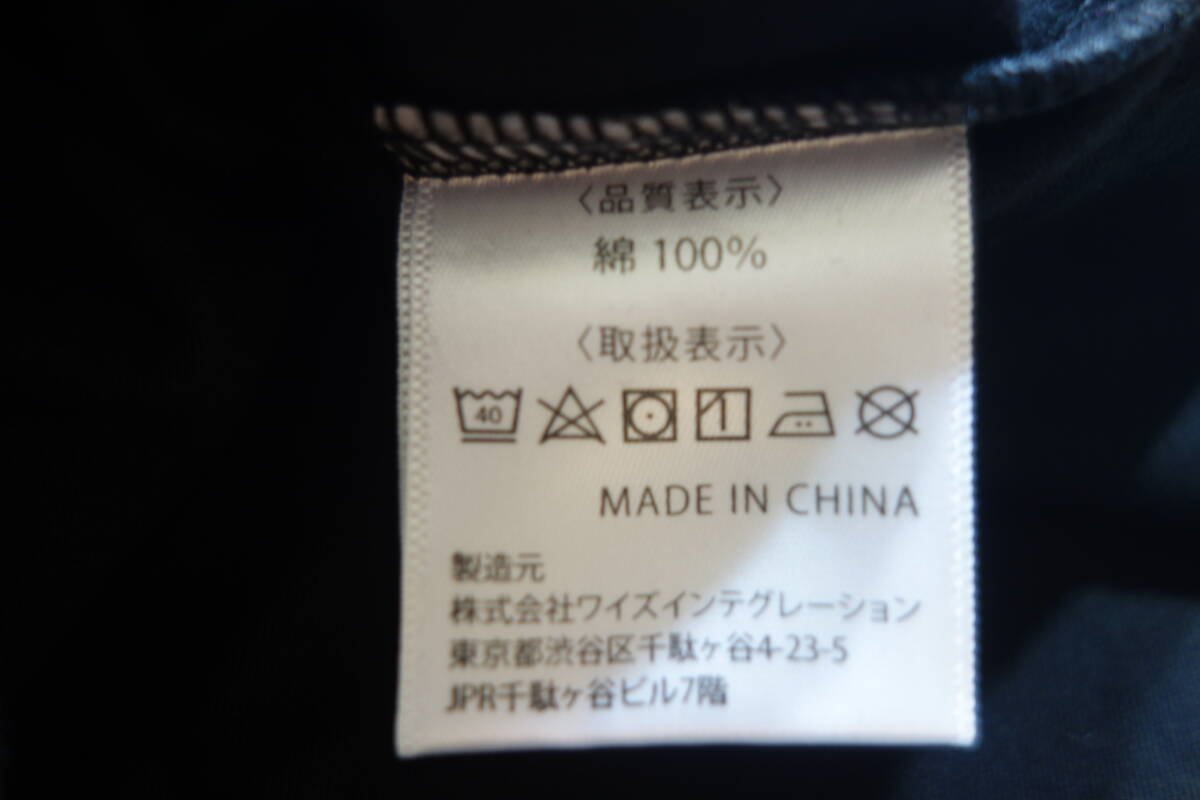 〈品質表示〉
綿 100%
〈取扱表示〉
40
MADE IN CHINA
製造元
株式会社ワイズインテグレーション
東京都渋谷区千駄ヶ谷4-23-5
JPR千駄ヶ谷ビル7階